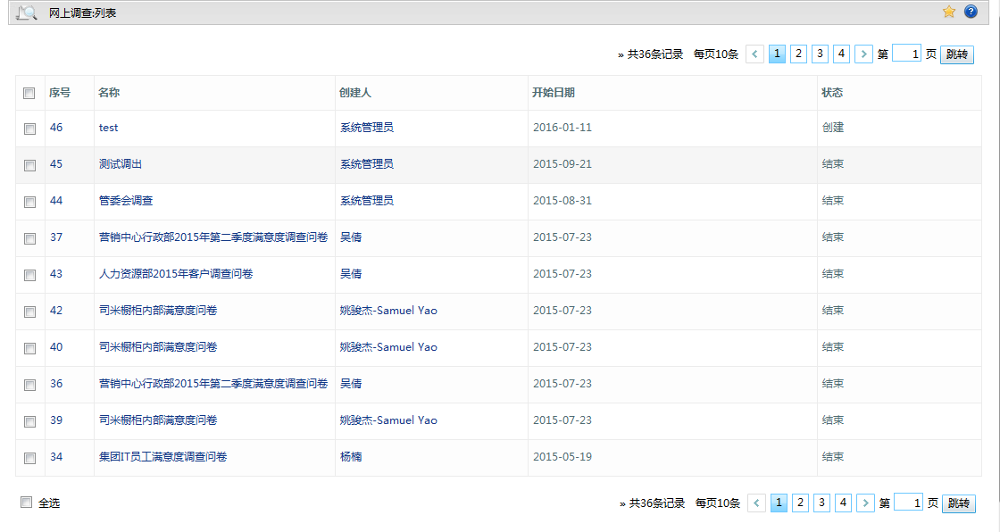 网上调查:列表
» 共36条记录 每页10条 < 1 2 3 4 > 第 1 页 跳转
序号 名称 创建人 开始日期 状态
46 test 系统管理员 2016-01-11 创建
45 测试调出 系统管理员 2015-09-21 结束
44 管委会调查 系统管理员 2015-08-31 结束
37 营销中心行政部2015年第二季度满意度调查问卷 吴倩 2015-07-23 结束
43 人力资源部2015年客户调查问卷 吴倩 2015-07-23 结束
42 司米橱柜内部满意度问卷 姚骏杰-Samuel Yao 2015-07-23 结束
40 司米橱柜内部满意度问卷 姚骏杰-Samuel Yao 2015-07-23 结束
36 营销中心行政部2015年第二季度满意度调查问卷 吴倩 2015-07-23 结束
39 司米橱柜内部满意度问卷 姚骏杰-Samuel Yao 2015-07-23 结束
34 集团IT员工满意度调查问卷 杨楠 2015-05-19 结束
全选 » 共36条记录 每页10条 < 1 2 3 4 > 第 1 页 跳转